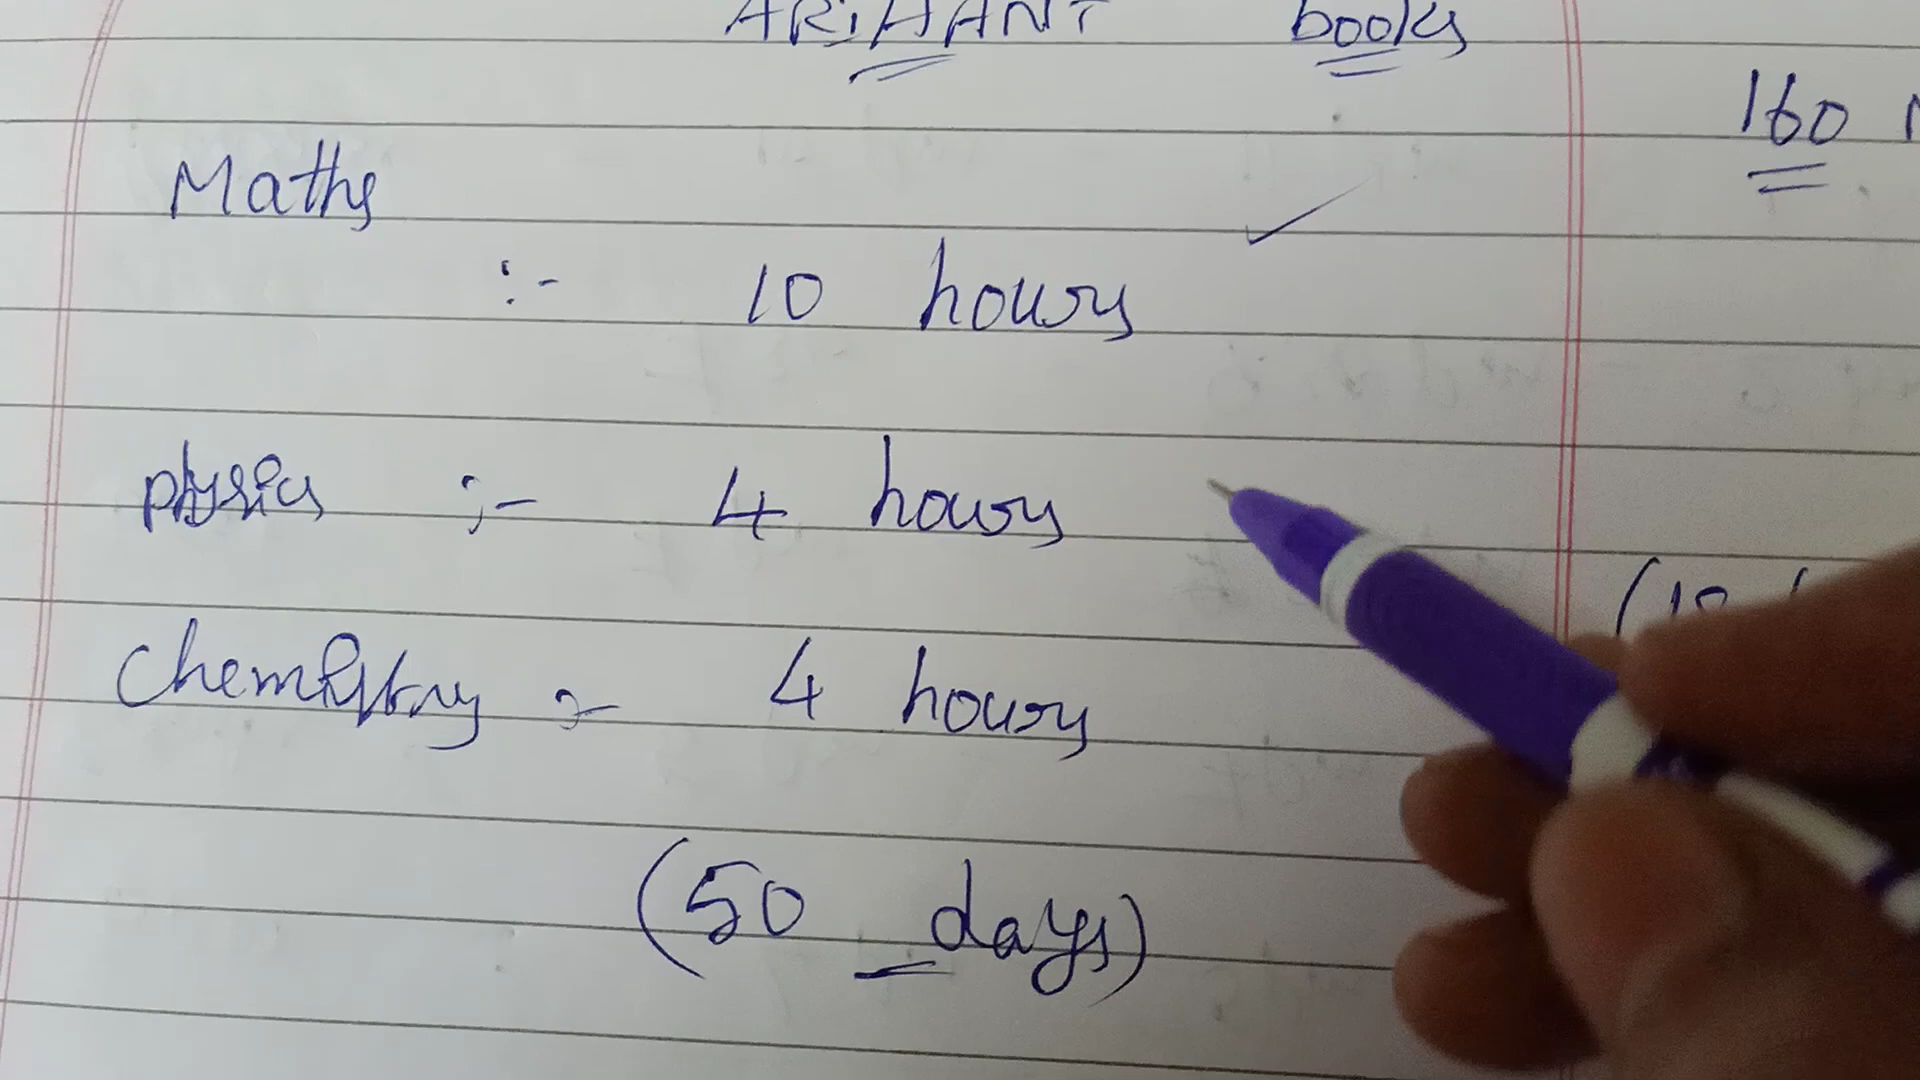 ARIHANT books
160
Maths
:- 10 hours
physics :- 4 hours
chemistry :- 4 hours
(50 days)